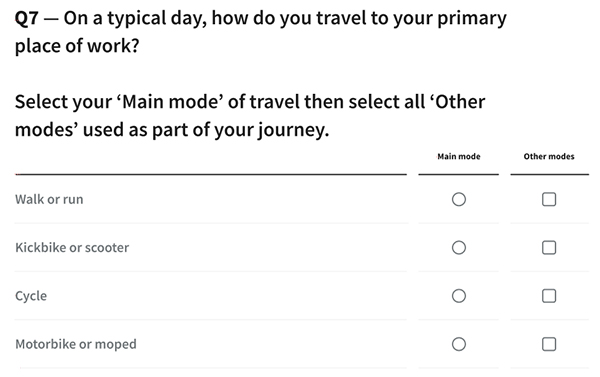 Q7 — On a typical day, how do you travel to your primary
place of work?
Select your ‘Main mode’ of travel then select all ‘Other
modes’ used as part of your journey.
Main mode Other modes
Walk or run
Kickbike or scooter
Cycle
Motorbike or moped